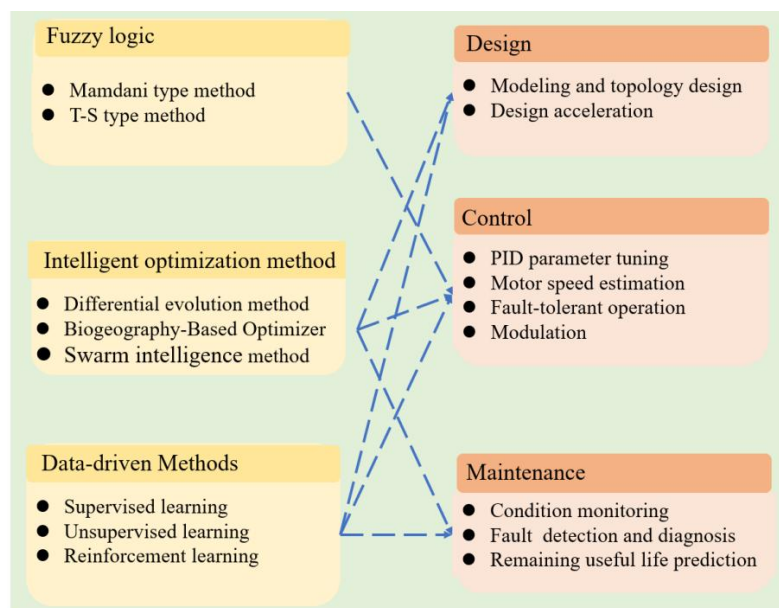 Fuzzy logic
● Mamdani type method
● T-S type method
Intelligent optimization method
● Differential evolution method
● Biogeography-Based Optimizer
● Swarm intelligence method
Data-driven Methods
● Supervised learning
● Unsupervised learning
● Reinforcement learning
Design
● Modeling and topology design
● Design acceleration
Control
● PID parameter tuning
● Motor speed estimation
● Fault-tolerant operation
● Modulation
Maintenance
● Condition monitoring
● Fault detection and diagnosis
● Remaining useful life prediction